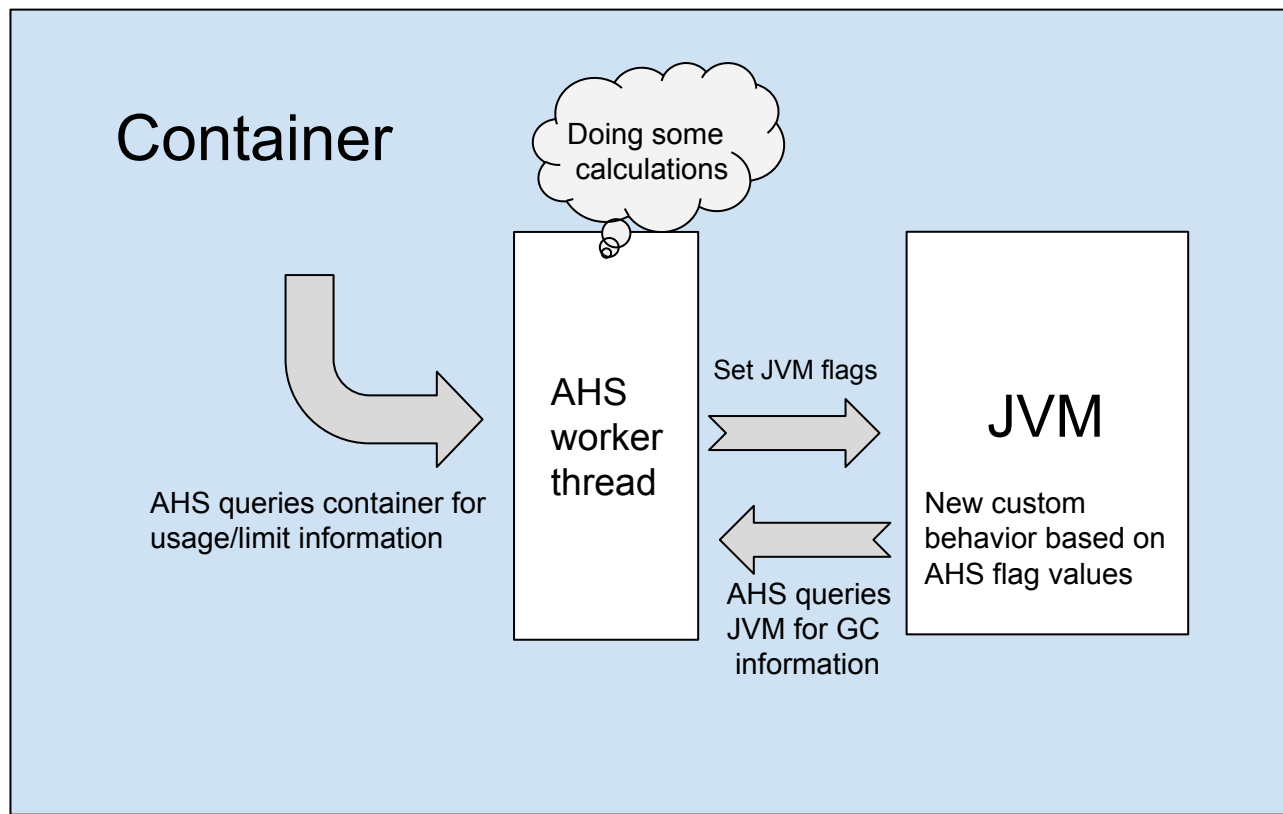 Container
Doing some
calculations
AHS
worker
thread
Set JVM flags
JVM
New custom
behavior based on
AHS flag values
AHS queries container for
usage/limit information
AHS queries
JVM for GC
information